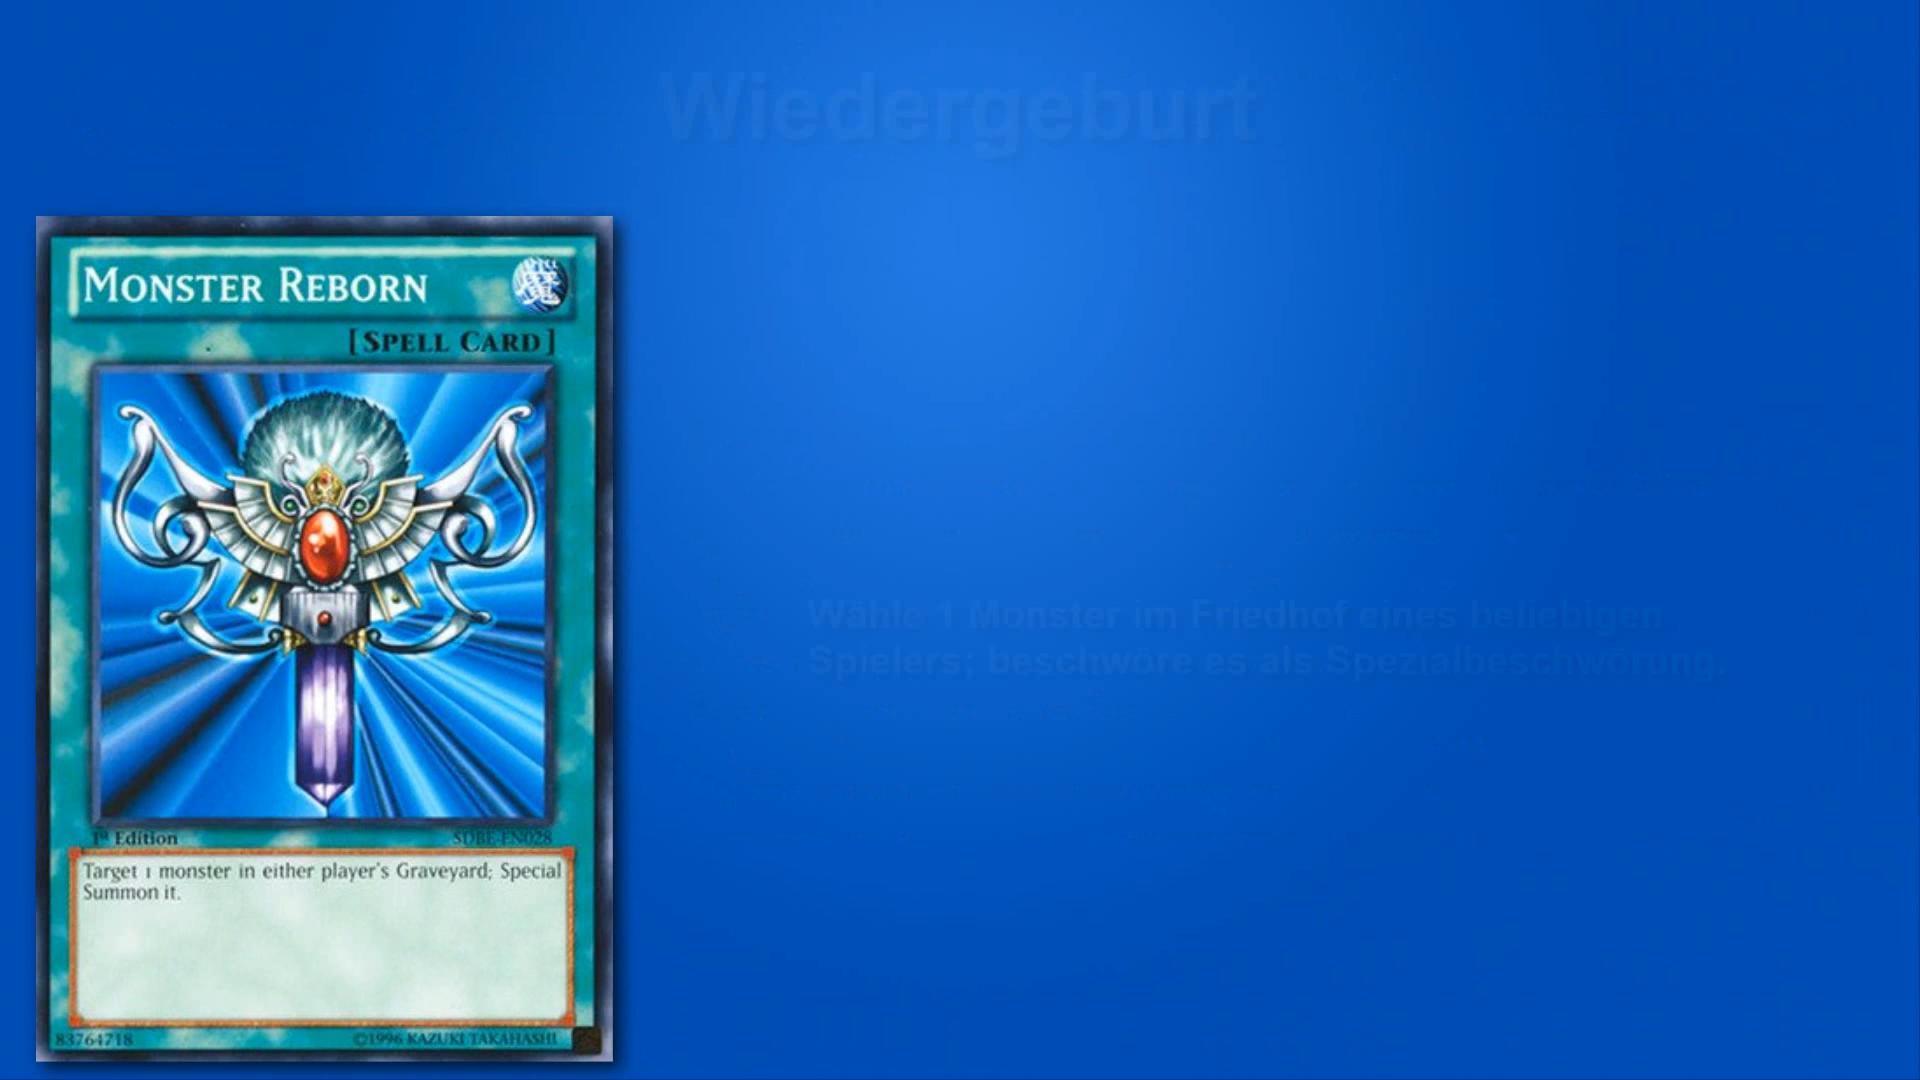 Wiedergeburt
MONSTER REBORN
魔
[SPELL CARD]
Wähle 1 Monster im Friedhof eines beliebigen
Spielers; beschwöre es als Spezialbeschwörung.
1st Edition
SDBE-EN028
Target 1 monster in either player's Graveyard; Special
Summon it.
83764718
©1996 KAZUKI TAKAHASHI